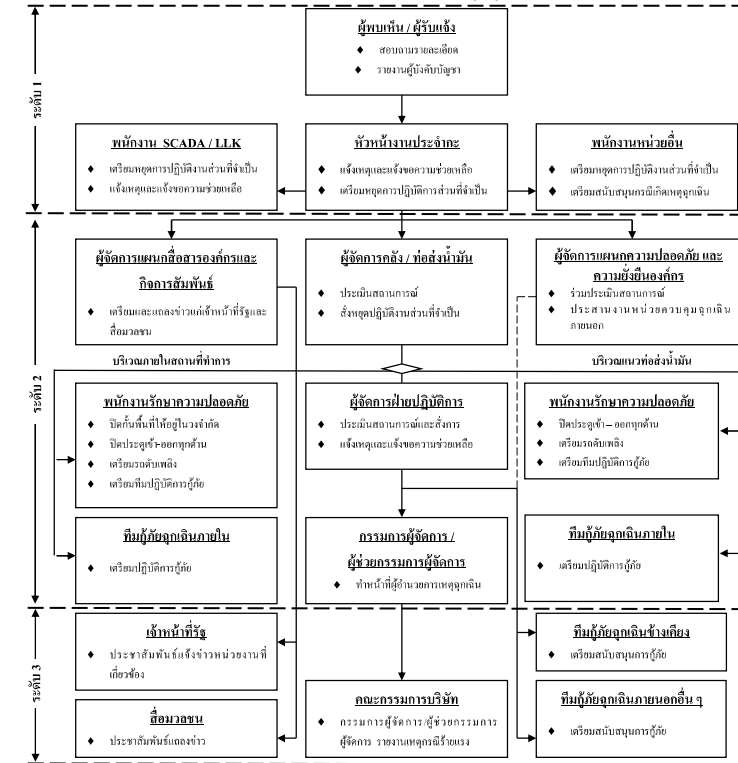 ระดับ 1
ผู้พบเห็น / ผู้รับแจ้ง
♦ สอบถามรายละเอียด
♦ รายงานผู้บังคับบัญชา
พนักงาน SCADA / LLK
♦ เตรียมหยุดการปฏิบัติงานส่วนที่จำเป็น
♦ แจ้งเหตุและแจ้งขอความช่วยเหลือ
หัวหน้างานประจำกะ
♦ แจ้งเหตุและแจ้งขอความช่วยเหลือ
♦ เตรียมหยุดการปฏิบัติการส่วนที่จำเป็น
พนักงานหน่วยอื่น
♦ เตรียมหยุดการปฏิบัติงานส่วนที่จำเป็น
♦ เตรียมสนับสนุนกรณีเกิดเหตุฉุกเฉิน
ระดับ 2
ผู้จัดการแผนกสื่อสารองค์กรและ
กิจการสัมพันธ์
♦ เตรียมและแถลงข่าวแก่เจ้าหน้าที่รัฐและ
สื่อมวลชน
ผู้จัดการคลัง / ท่อส่งน้ำมัน
♦ ประเมินสถานการณ์
♦ สั่งหยุดปฏิบัติงานส่วนที่จำเป็น
ผู้จัดการแผนกความปลอดภัย และ
ความยั่งยืนองค์กร
♦ ร่วมประเมินสถานการณ์
♦ ประสานงานหน่วยควบคุมฉุกเฉิน
ภายนอก
บริเวณภายในสถานที่ทำการ
บริเวณแนวท่อส่งน้ำมัน
พนักงานรักษาความปลอดภัย
♦ ปิดกั้นพื้นที่ให้อยู่ในวงจำกัด
♦ ปิดประตูเข้า-ออกทุกด้าน
♦ เตรียมรถดับเพลิง
♦ เตรียมทีมปฏิบัติการกู้ภัย
ผู้จัดการฝ่ายปฏิบัติการ
♦ ประเมินสถานการณ์และสั่งการ
♦ แจ้งเหตุและแจ้งขอความช่วยเหลือ
พนักงานรักษาความปลอดภัย
♦ ปิดประตูเข้า – ออกทุกด้าน
♦ เตรียมรถดับเพลิง
♦ เตรียมทีมปฏิบัติการกู้ภัย
ทีมกู้ภัยฉุกเฉินภายใน
♦ เตรียมปฏิบัติการกู้ภัย
กรรมการผู้จัดการ /
ผู้ช่วยกรรมการผู้จัดการ
♦ ทำหน้าที่ผู้อำนวยการเหตุฉุกเฉิน
ทีมกู้ภัยฉุกเฉินภายใน
♦ เตรียมปฏิบัติการกู้ภัย
ระดับ 3
เจ้าหน้าที่รัฐ
♦ ประชาสัมพันธ์แจ้งข่าวหน่วยงานที่
เกี่ยวข้อง
ทีมกู้ภัยฉุกเฉินข้างเคียง
♦ เตรียมสนับสนุนการกู้ภัย
สื่อมวลชน
♦ ประชาสัมพันธ์แถลงข่าว
คณะกรรมการบริษัท
♦ กรรมการผู้จัดการ/ผู้ช่วยกรรมการ
ผู้จัดการ รายงานเหตุกรณีร้ายแรง
ทีมกู้ภัยฉุกเฉินภายนอกอื่น ๆ
♦ เตรียมสนับสนุนการกู้ภัย